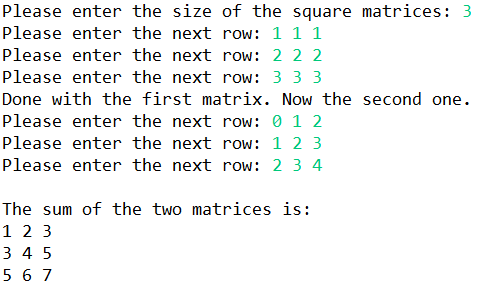 Please enter the size of the square matrices: 3
Please enter the next row: 1 1 1
Please enter the next row: 2 2 2
Please enter the next row: 3 3 3
Done with the first matrix. Now the second one.
Please enter the next row: 0 1 2
Please enter the next row: 1 2 3
Please enter the next row: 2 3 4
The sum of the two matrices is:
1 2 3
3 4 5
5 6 7